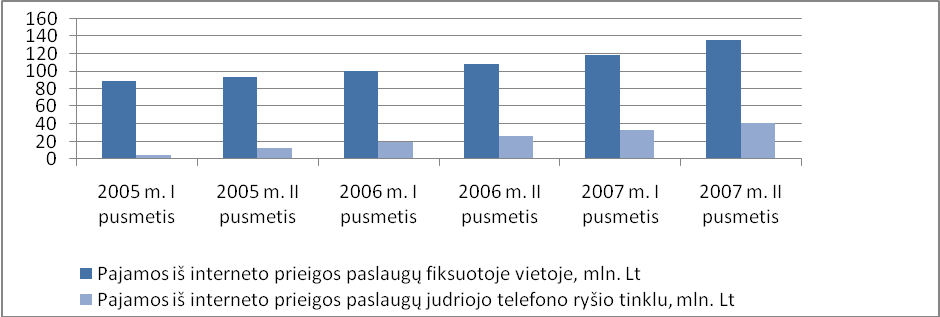 160
140
120
100
80
60
40
20
0
2005 m. I pusmetis
2005 m. II pusmetis
2006 m. I pusmetis
2006 m. II pusmetis
2007 m. I pusmetis
2007 m. II pusmetis
Pajamos iš interneto prieigos paslaugų fiksuotoje vietoje, mln. Lt
Pajamos iš interneto prieigos paslaugų judriojo telefono ryšio tinklu, mln. Lt